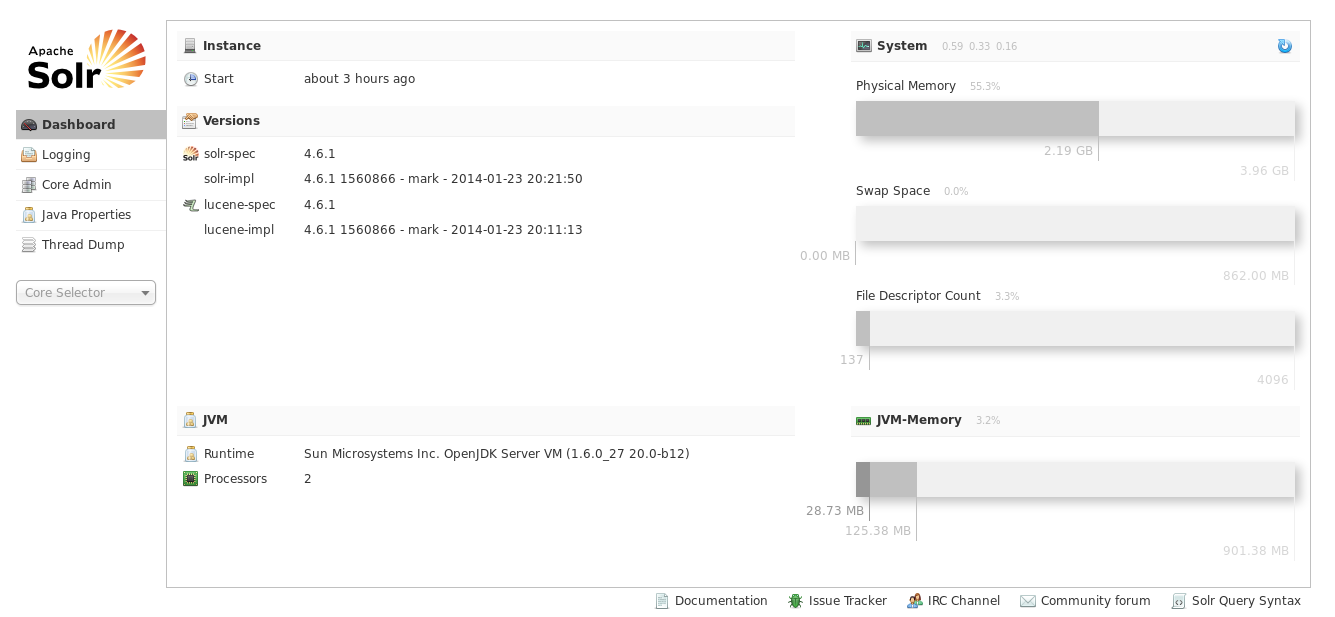 Apache
Solr
Dashboard
Logging
Core Admin
Java Properties
Thread Dump
Core Selector
Instance
Start about 3 hours ago
Versions
Solr solr-spec 4.6.1
solr-impl 4.6.1 1560866 - mark - 2014-01-23 20:21:50
lucene-spec 4.6.1
lucene-impl 4.6.1 1560866 - mark - 2014-01-23 20:11:13
JVM
Runtime Sun Microsystems Inc. OpenJDK Server VM (1.6.0_27 20.0-b12)
Processors 2
System 0.59 0.33 0.16
Physical Memory 55.3%
2.19 GB
3.96 GB
Swap Space 0.0%
0.00 MB
862.00 MB
File Descriptor Count 3.3%
137
4096
JVM-Memory 3.2%
28.73 MB
125.38 MB
901.38 MB
Documentation Issue Tracker IRC Channel Community forum Solr Query Syntax